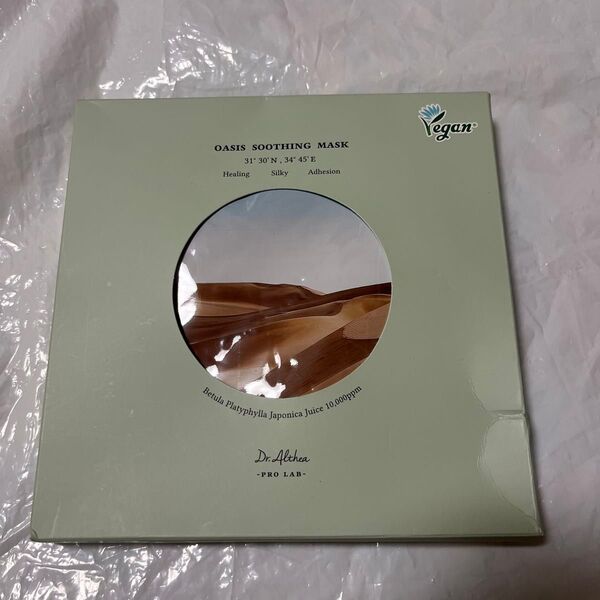 Vegan
OASIS SOOTHING MASK
31° 30' N , 34° 45' E
Healing Silky Adhesion
Betula Platyphylla Japonica Juice 10,000ppm
Dr. Althea
-PRO LAB-